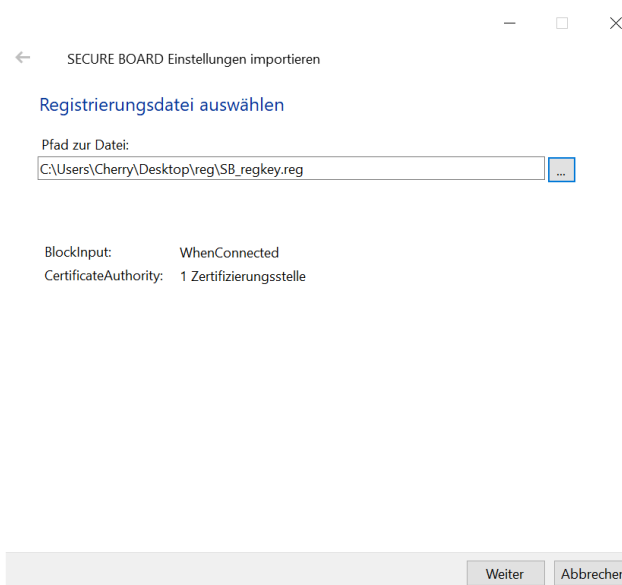 SECURE BOARD Einstellungen importieren
Registrierungsdatei auswählen
Pfad zur Datei:
C:\Users\Cherry\Desktop\reg\SB_regkey.reg ...
BlockInput: WhenConnected
CertificateAuthority: 1 Zertifizierungsstelle
Weiter Abbrechen